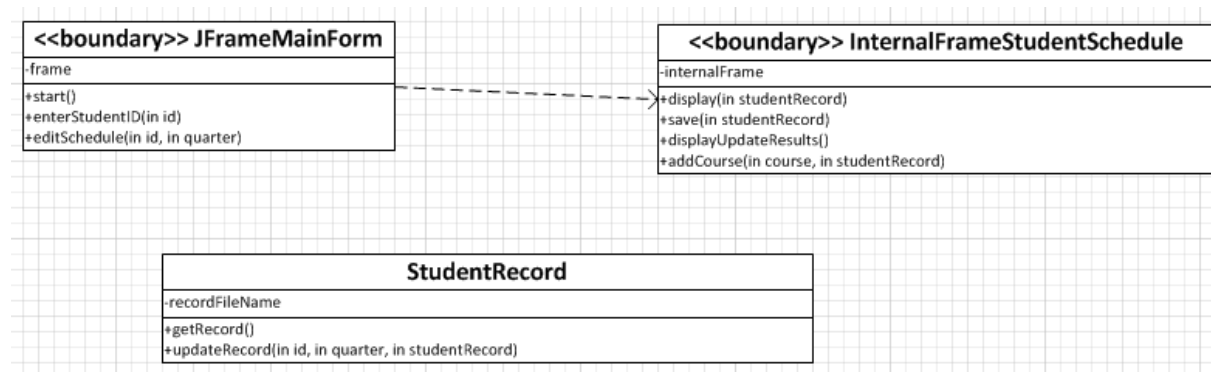 <<boundary>> JFrameMainForm
-frame
+start()
+enterStudentID(in id)
+editSchedule(in id, in quarter)
<<boundary>> InternalFrameStudentSchedule
-internalFrame
+display(in studentRecord)
+save(in studentRecord)
+displayUpdateResults()
+addCourse(in course, in studentRecord)
StudentRecord
-recordFileName
+getRecord()
+updateRecord(in id, in quarter, in studentRecord)